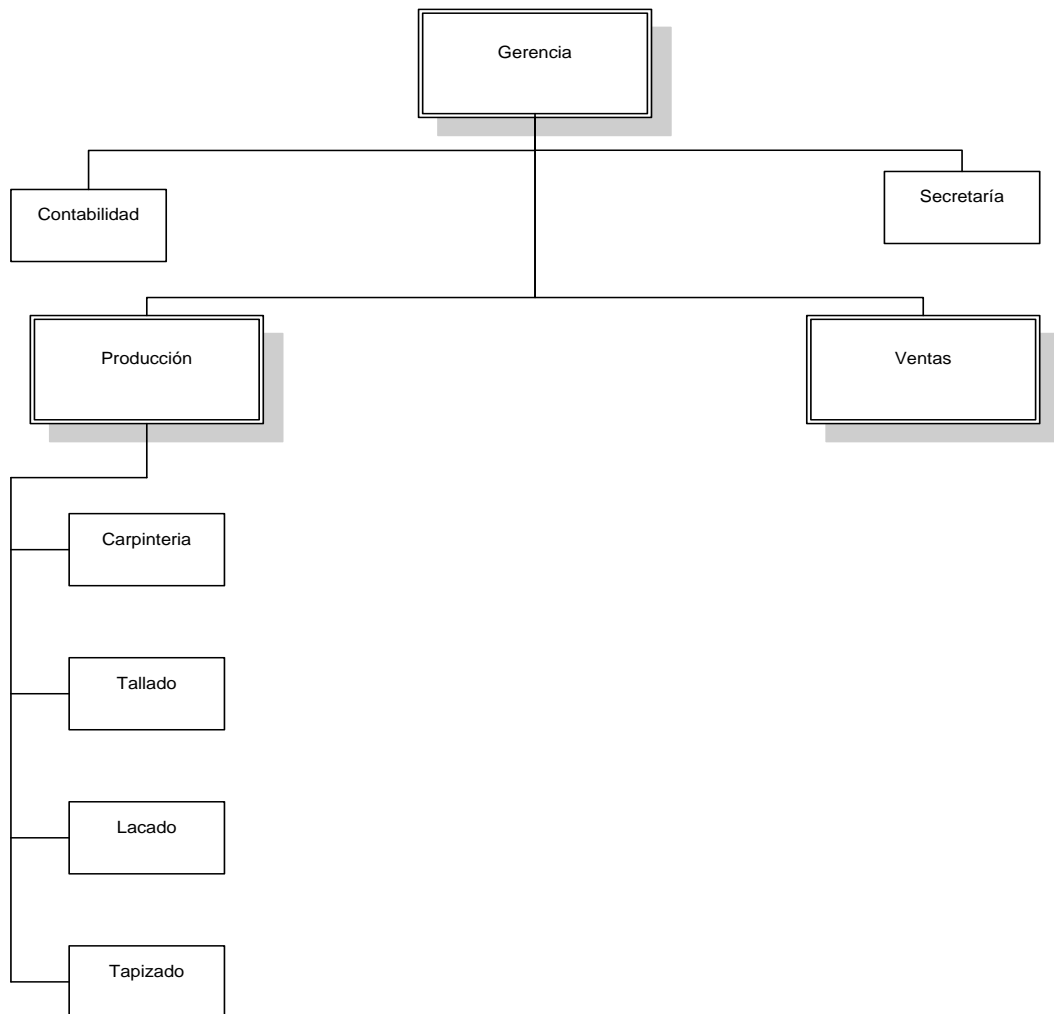 Gerencia
Contabilidad
Secretaría
Producción
Ventas
Carpinteria
Tallado
Lacado
Tapizado